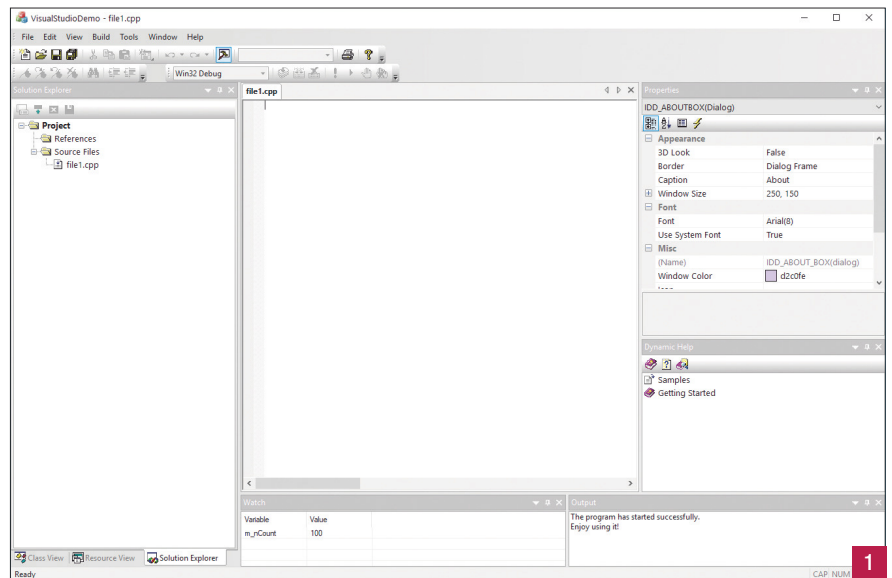 VisualStudioDemo - file1.cpp
File Edit View Build Tools Window Help
Win32 Debug
Solution Explorer
Project
References
Source Files
file1.cpp
Class View Resource View Solution Explorer
file1.cpp
Watch
Variable Value
m_nCount 100
Output
The program has started successfully.
Enjoy using it!
Properties
IDD_ABOUTBOX(Dialog)
Appearance
3D Look False
Border Dialog Frame
Caption About
Window Size 250, 150
Font
Font Arial(8)
Use System Font True
Misc
(Name) IDD_ABOUT_BOX(dialog)
Window Color d2c0fe
Dynamic Help
Samples
Getting Started
Ready
CAP NUM
1